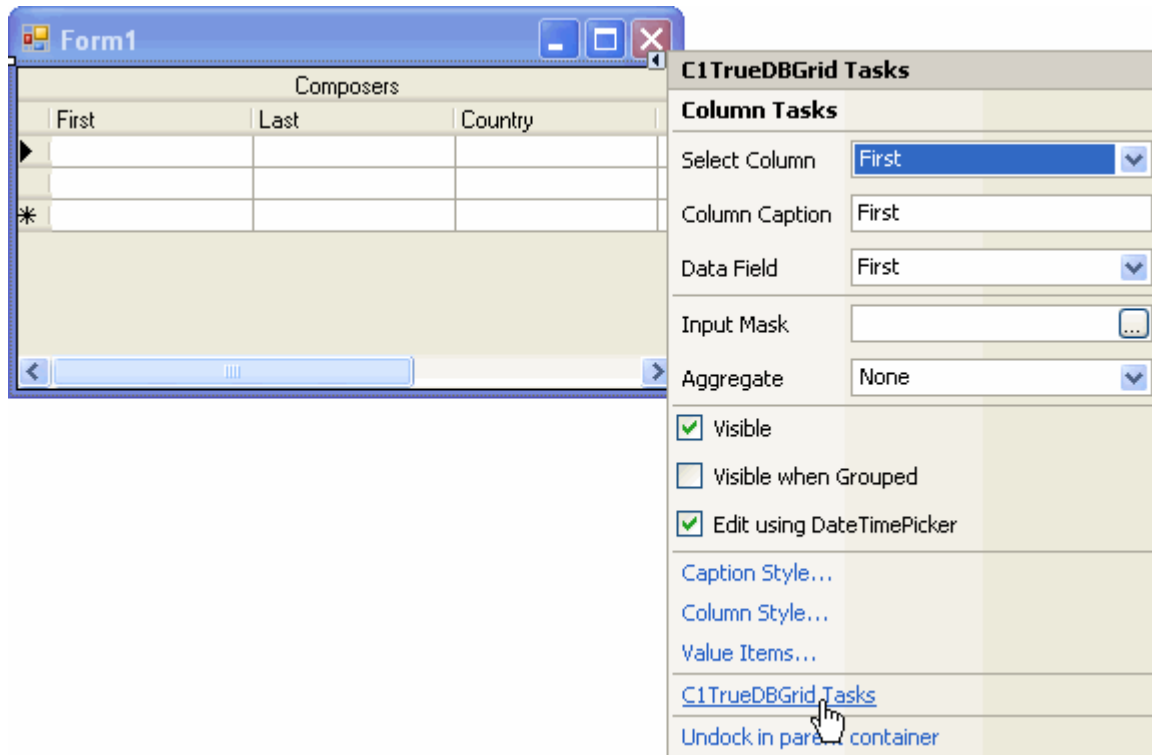 Form1
Composers
First Last Country
C1TrueDBGrid Tasks
Column Tasks
Select Column First
Column Caption First
Data Field First
Input Mask ...
Aggregate None
Visible
Visible when Grouped
Edit using DateTimePicker
Caption Style...
Column Style...
Value Items...
C1TrueDBGrid Tasks
Undock in parent container